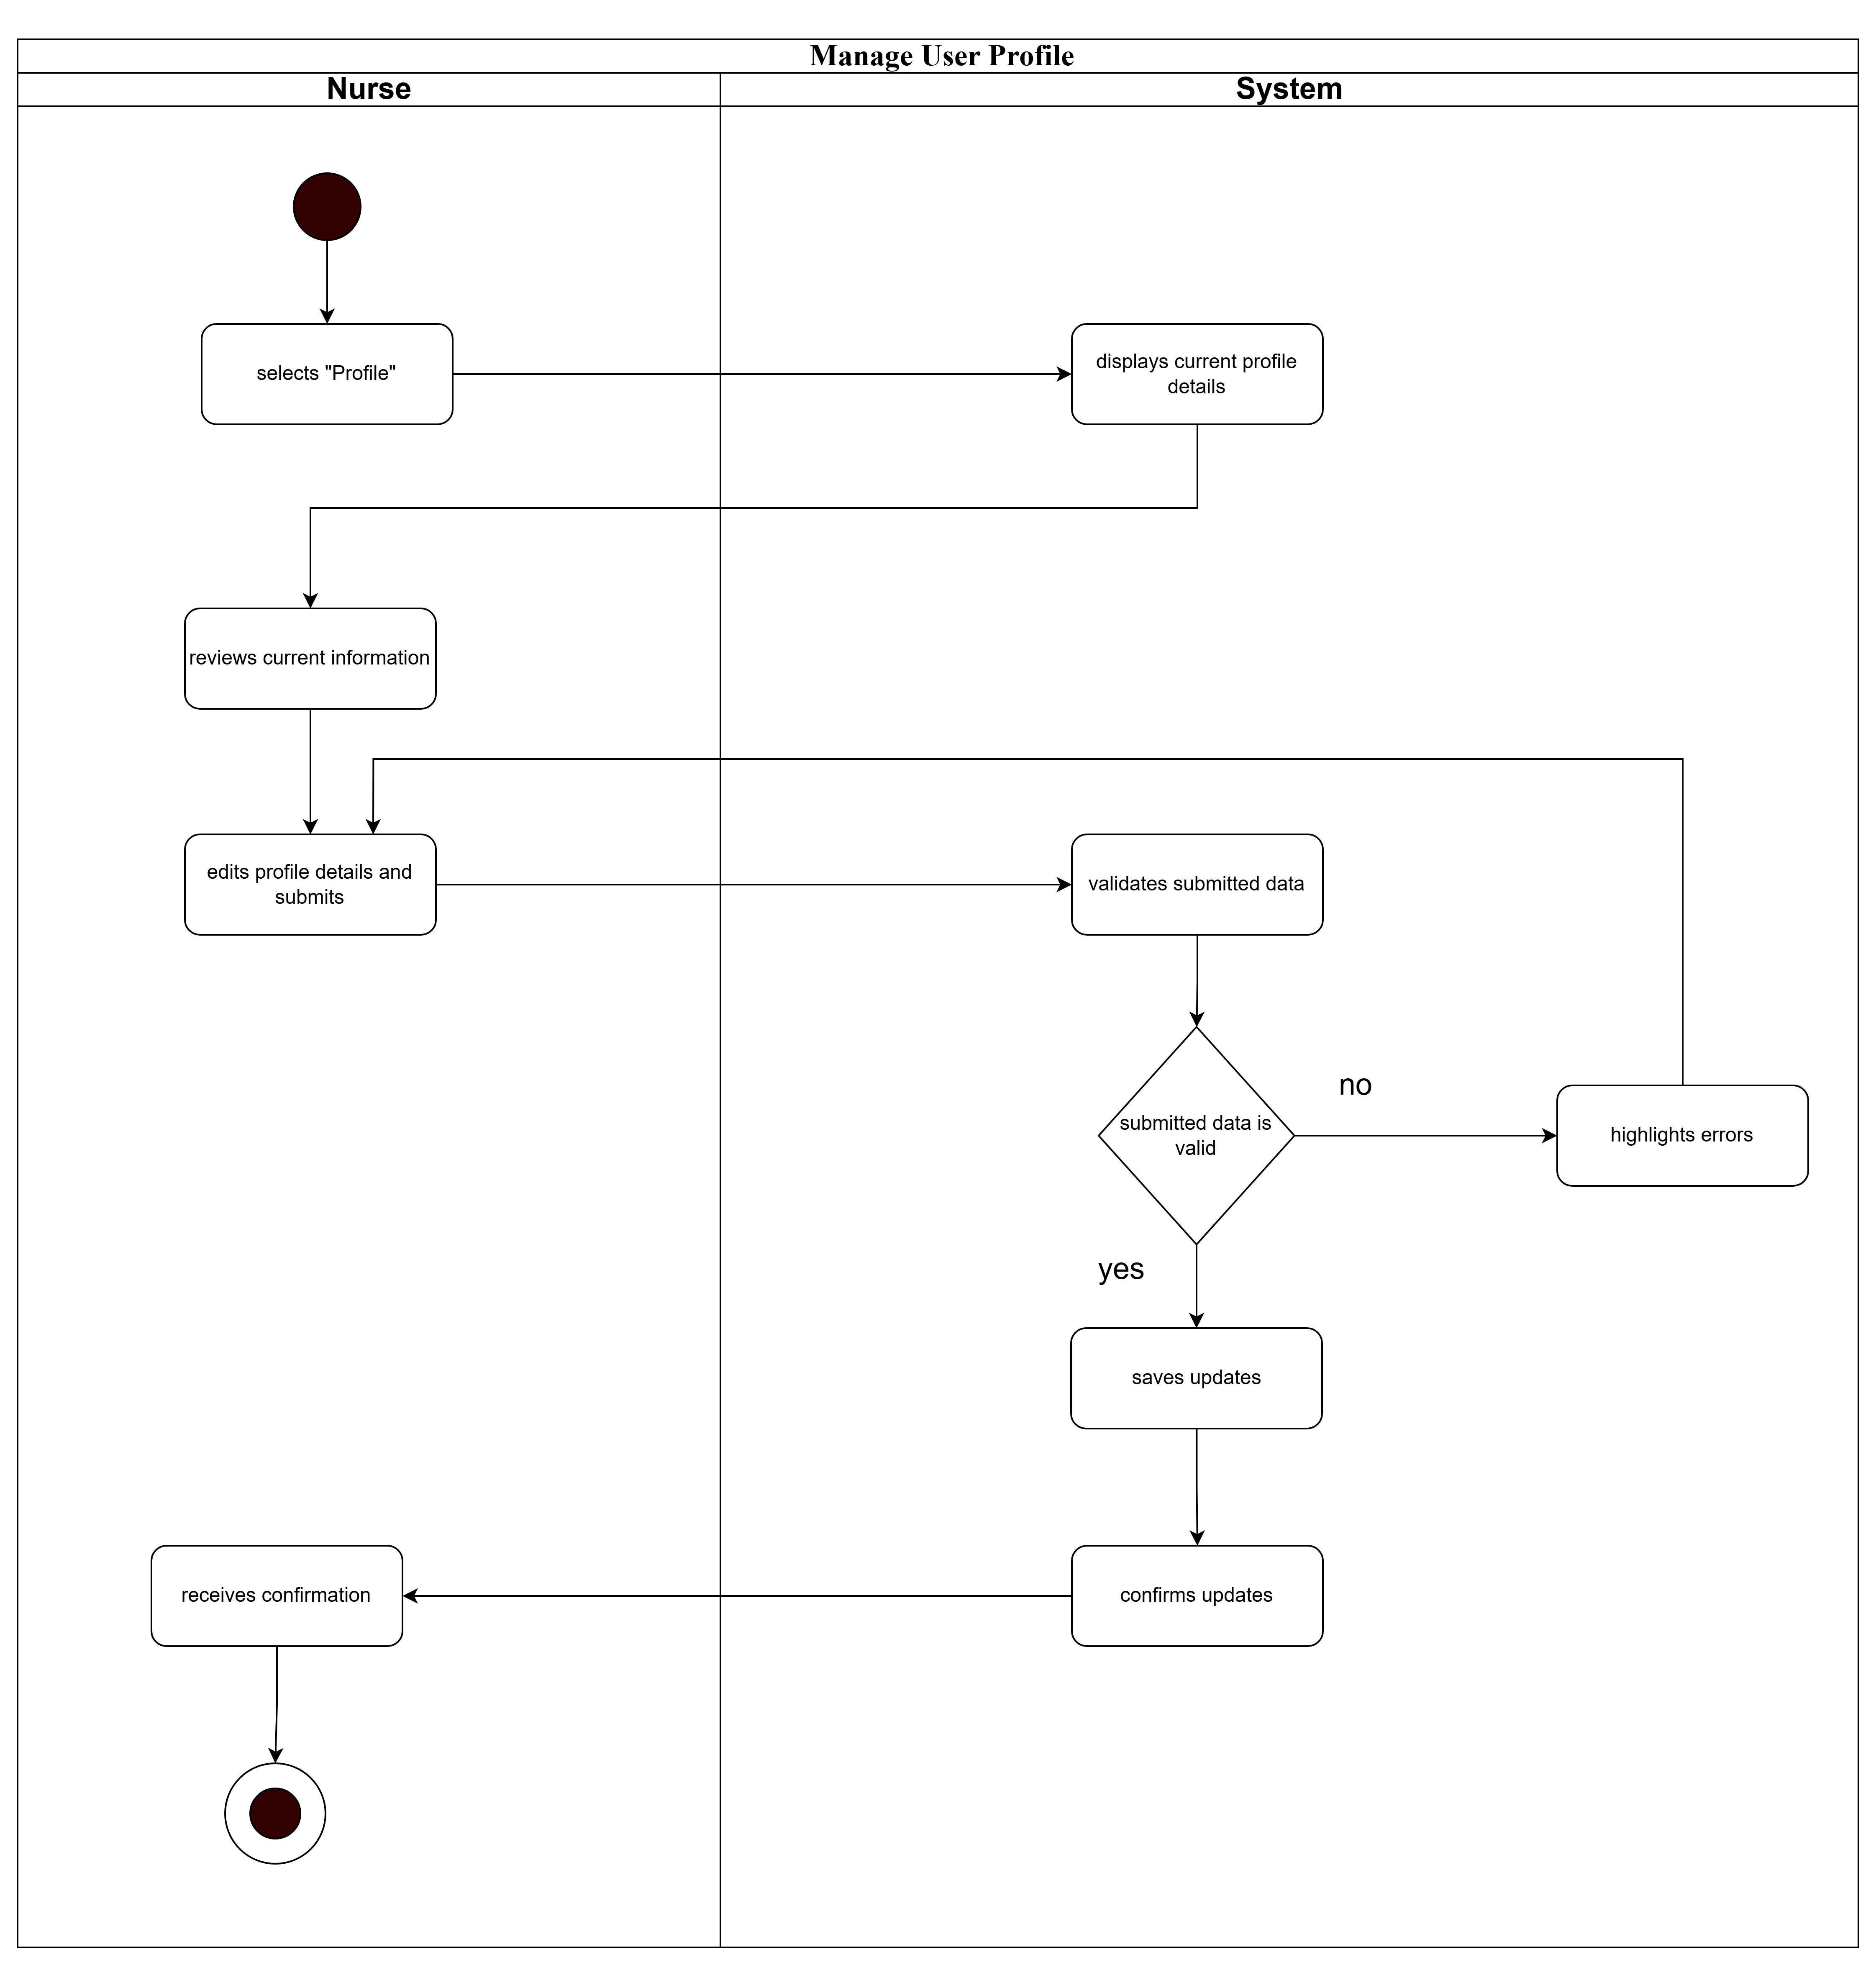 Manage User Profile
Nurse
System
selects "Profile"
displays current profile
details
reviews current information
edits profile details and
submits
validates submitted data
no
submitted data is
valid
highlights errors
yes
saves updates
receives confirmation
confirms updates